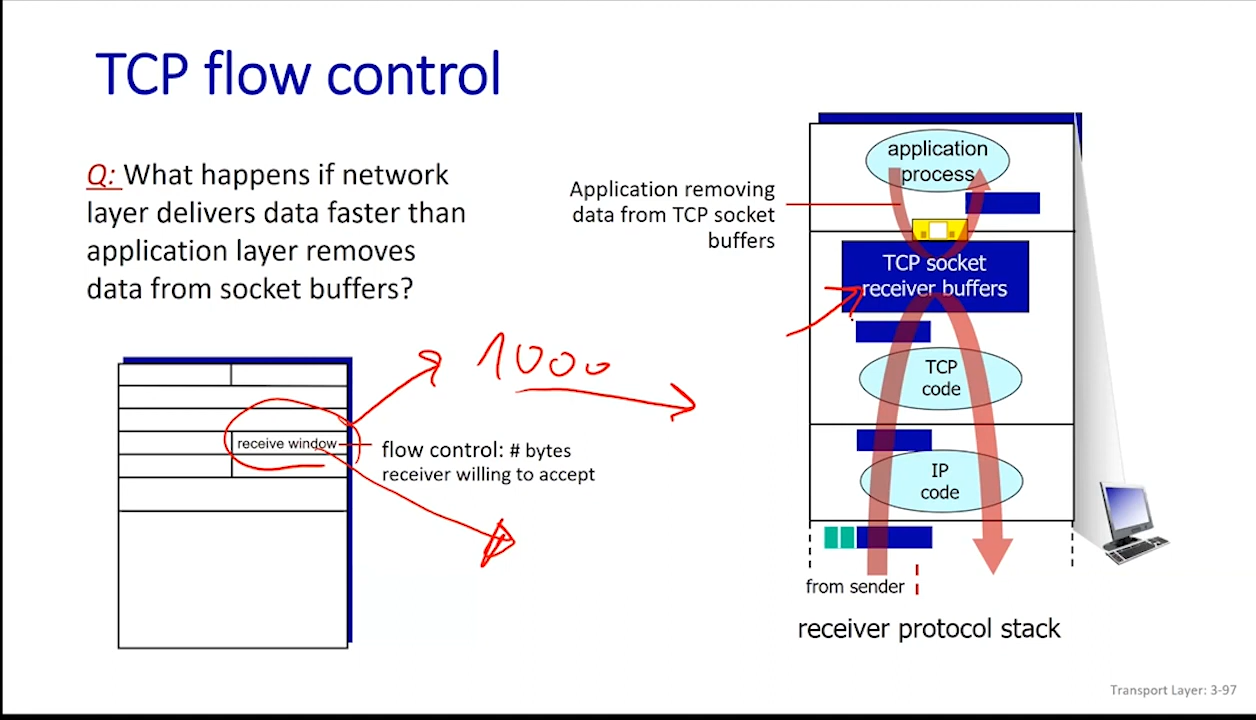 TCP flow control
Q: What happens if network
layer delivers data faster than
application layer removes
data from socket buffers?
receive window
flow control: # bytes
receiver willing to accept
1000
Application removing
data from TCP socket
buffers
application
process
TCP socket
receiver buffers
TCP
code
IP
code
from sender
receiver protocol stack
Transport Layer: 3-97